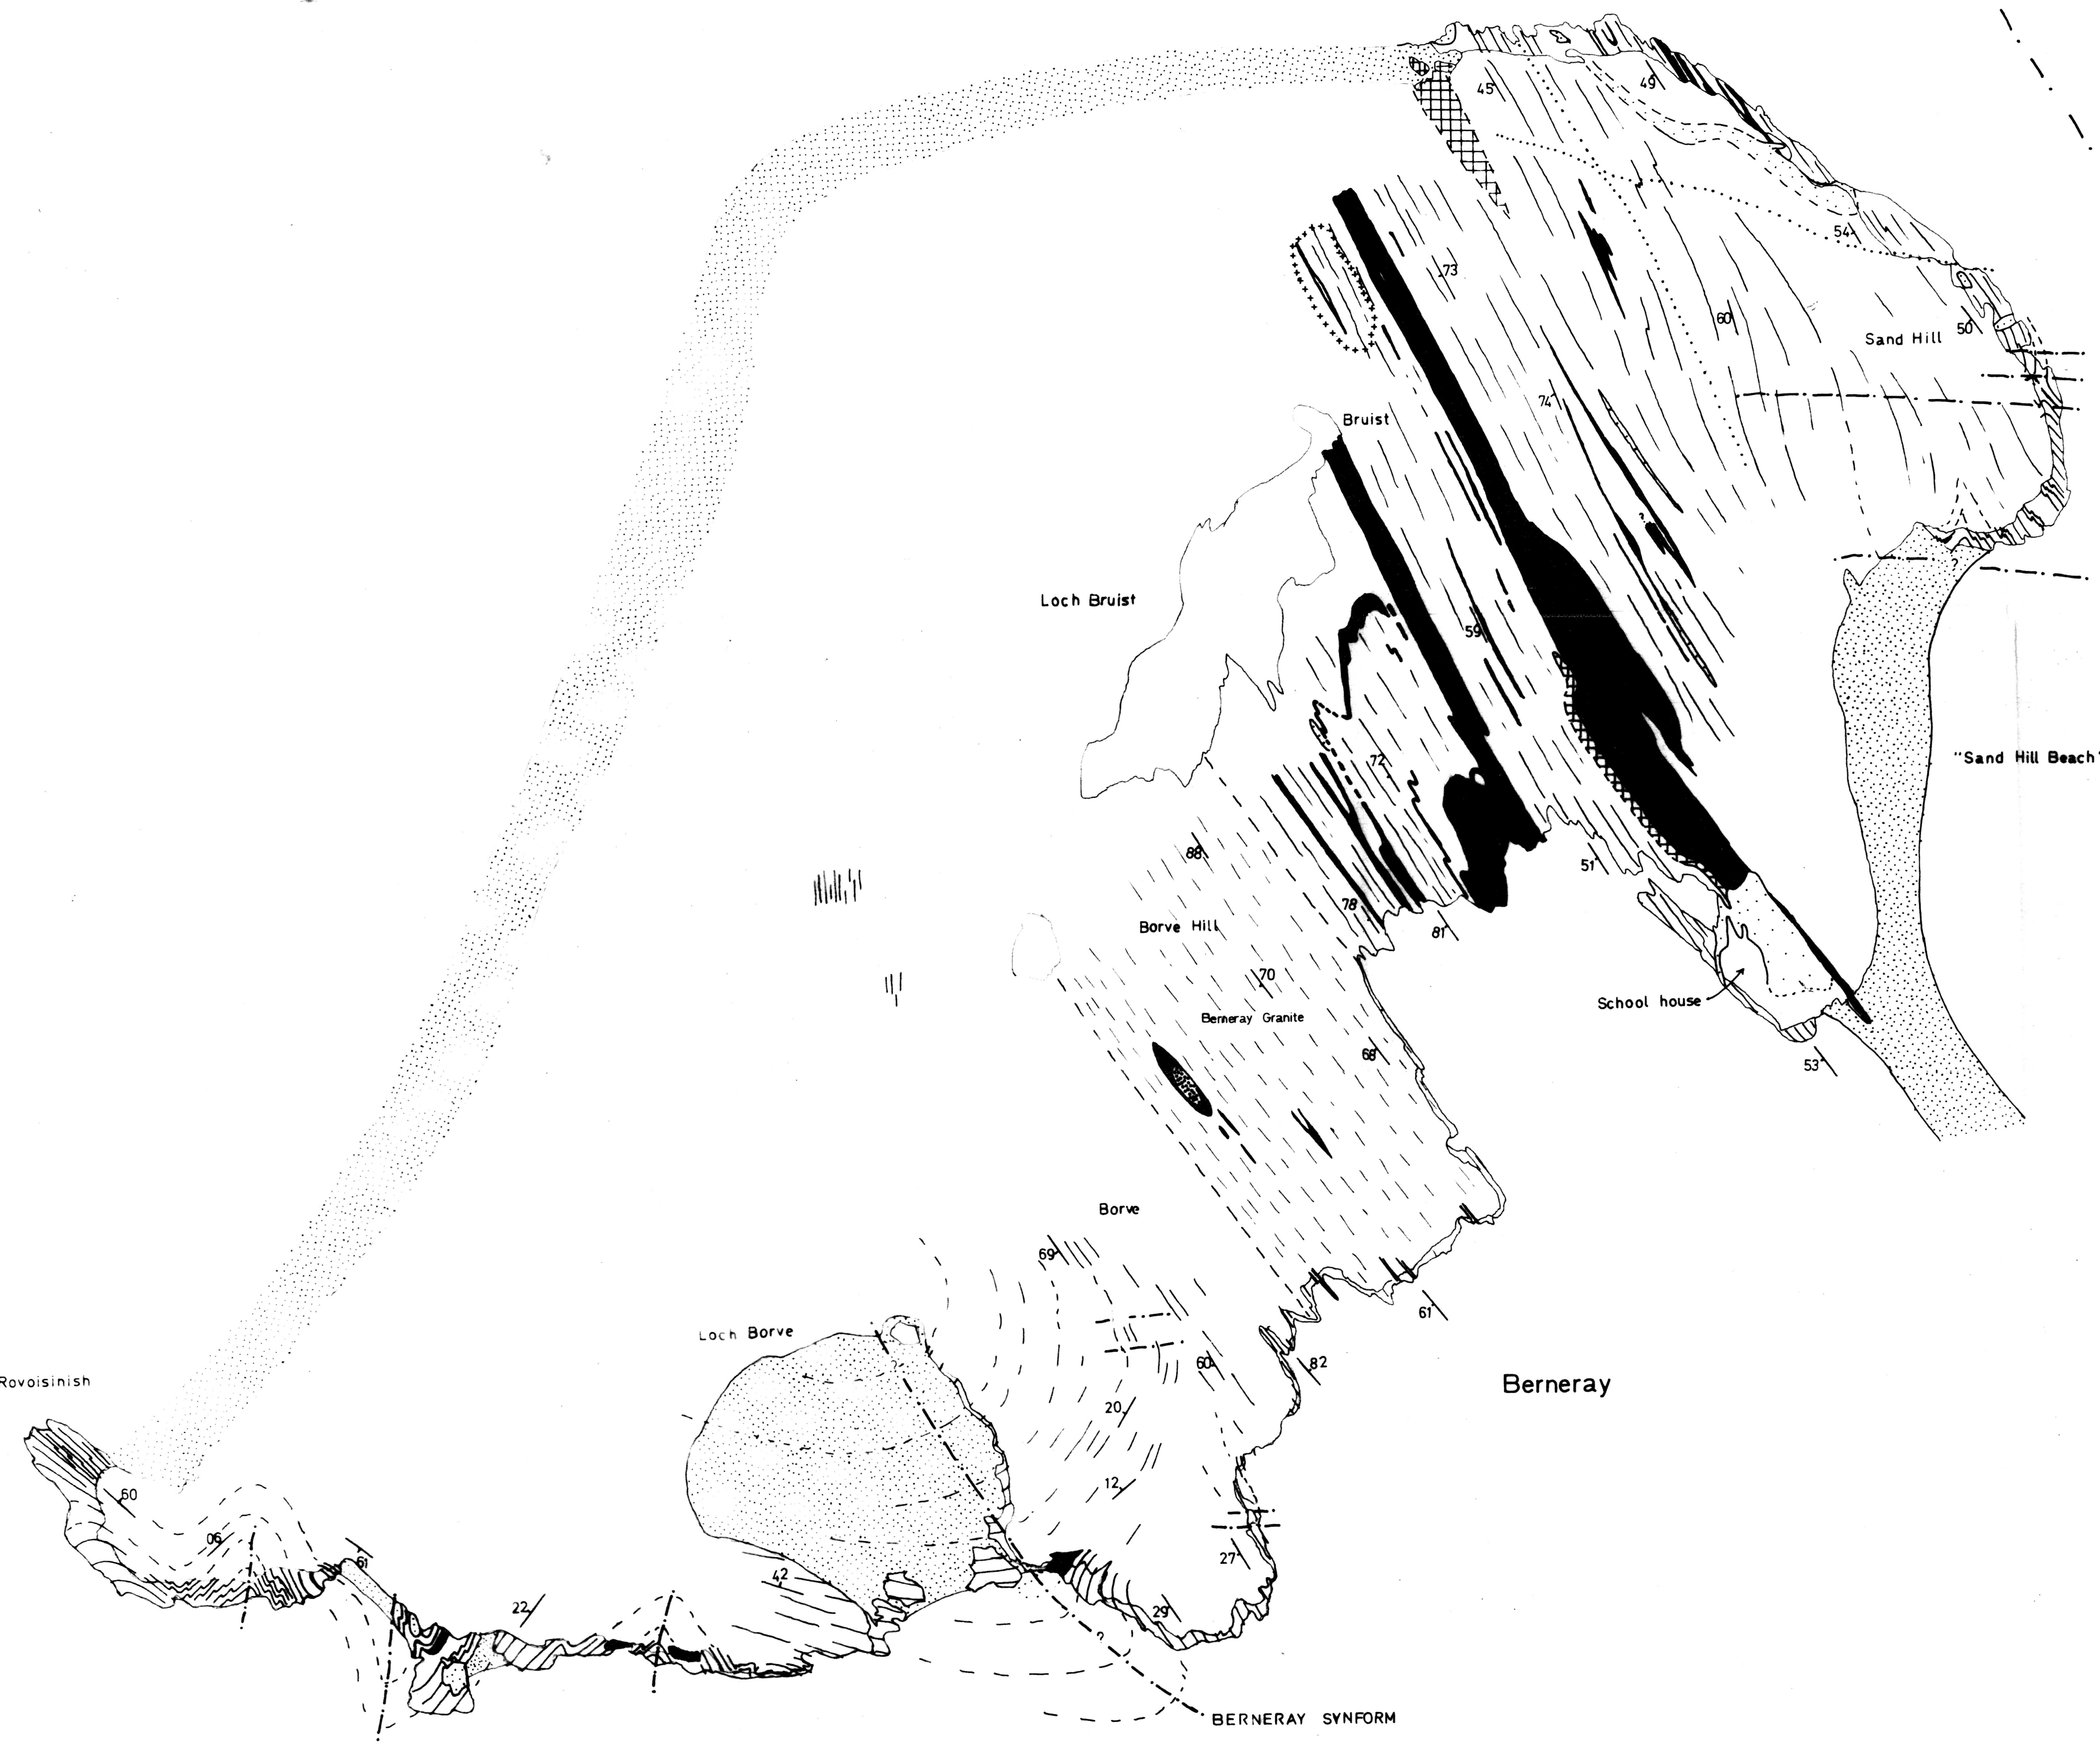 45
49
54
73
60
Sand Hill
50
74
Bruist
?
?
Loch Bruist
59
"Sand Hill Beach"
72
88
51
78
Borve Hill
81
70
School house
Berneray Granite
68
53
Borve
69
61
Loch Borve
?
60
82
Rovoisinish
Berneray
20
12
60
06
61
27
42
22
29
?
BERNERAY SYNFORM